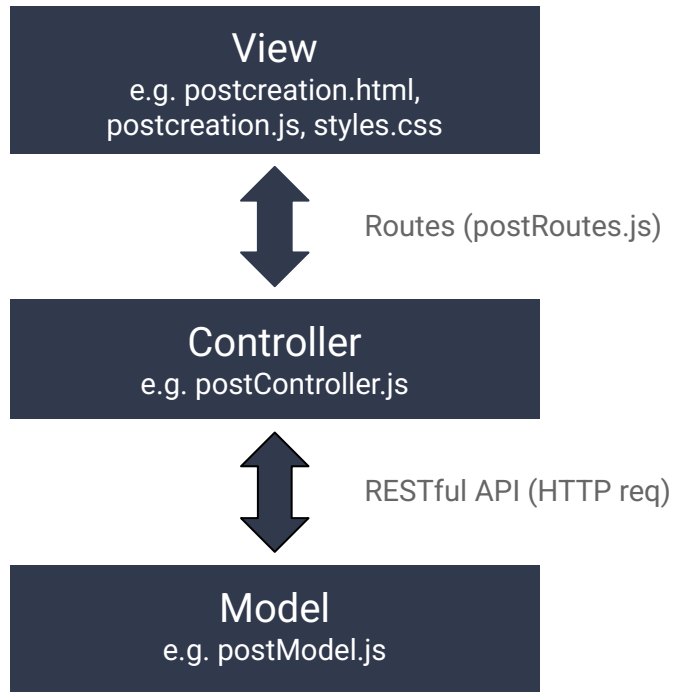 View
e.g. postcreation.html,
postcreation.js, styles.css
Routes (postRoutes.js)
Controller
e.g. postController.js
RESTful API (HTTP req)
Model
e.g. postModel.js